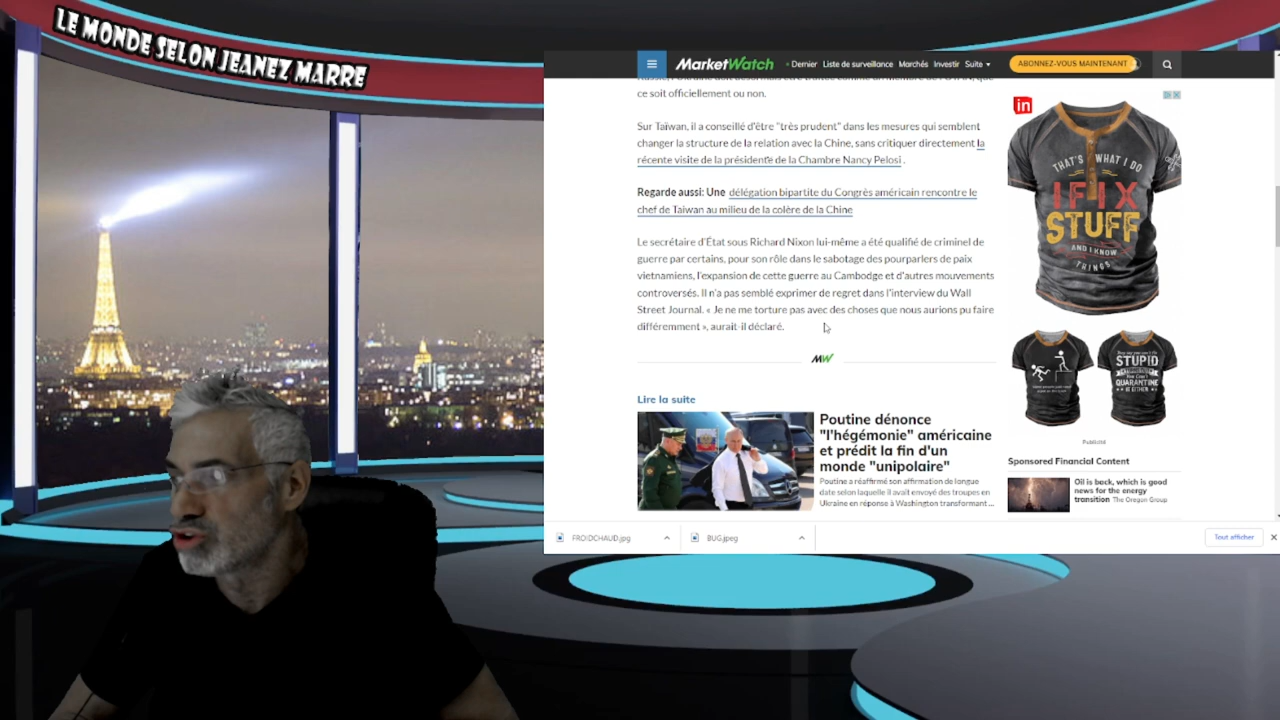 LE MONDE SELON JEANEZ MARRE
MarketWatch
Dernier Liste de surveillance Marchés Investir Suite
ABONNEZ-VOUS MAINTENANT
ce soit officiellement ou non.
Sur Taïwan, il a conseillé d'être "très prudent" dans les mesures qui semblent
changer la structure de la relation avec la Chine, sans critiquer directement la
récente visite de la présidente de la Chambre Nancy Pelosi .
Regarde aussi: Une délégation bipartite du Congrès américain rencontre le
chef de Taiwan au milieu de la colère de la Chine
Le secrétaire d'État sous Richard Nixon lui-même a été qualifié de criminel de
guerre par certains, pour son rôle dans le sabotage des pourparlers de paix
vietnamiens, l'expansion de cette guerre au Cambodge et d'autres mouvements
controversés. Il n'a pas semblé exprimer de regret dans l'interview du Wall
Street Journal. « Je ne me torture pas avec des choses que nous aurions pu faire
différemment », aurait-il déclaré.
MW
Lire la suite
Poutine dénonce
"l'hégémonie" américaine
et prédit la fin d'un
monde "unipolaire"
Poutine a réaffirmé son affirmation de longue
date selon laquelle il avait envoyé des troupes en
Ukraine en réponse à Washington transformant ...
in
THAT'S WHAT I DO
I FIX
STUFF
AND I KNOW
THINGS
STUPID
QUARANTINE
Publicité
Sponsored Financial Content
Oil is back, which is good
news for the energy
transition The Oregon Group
FROIDCHAUD.jpg
BUG.jpeg
Tout afficher